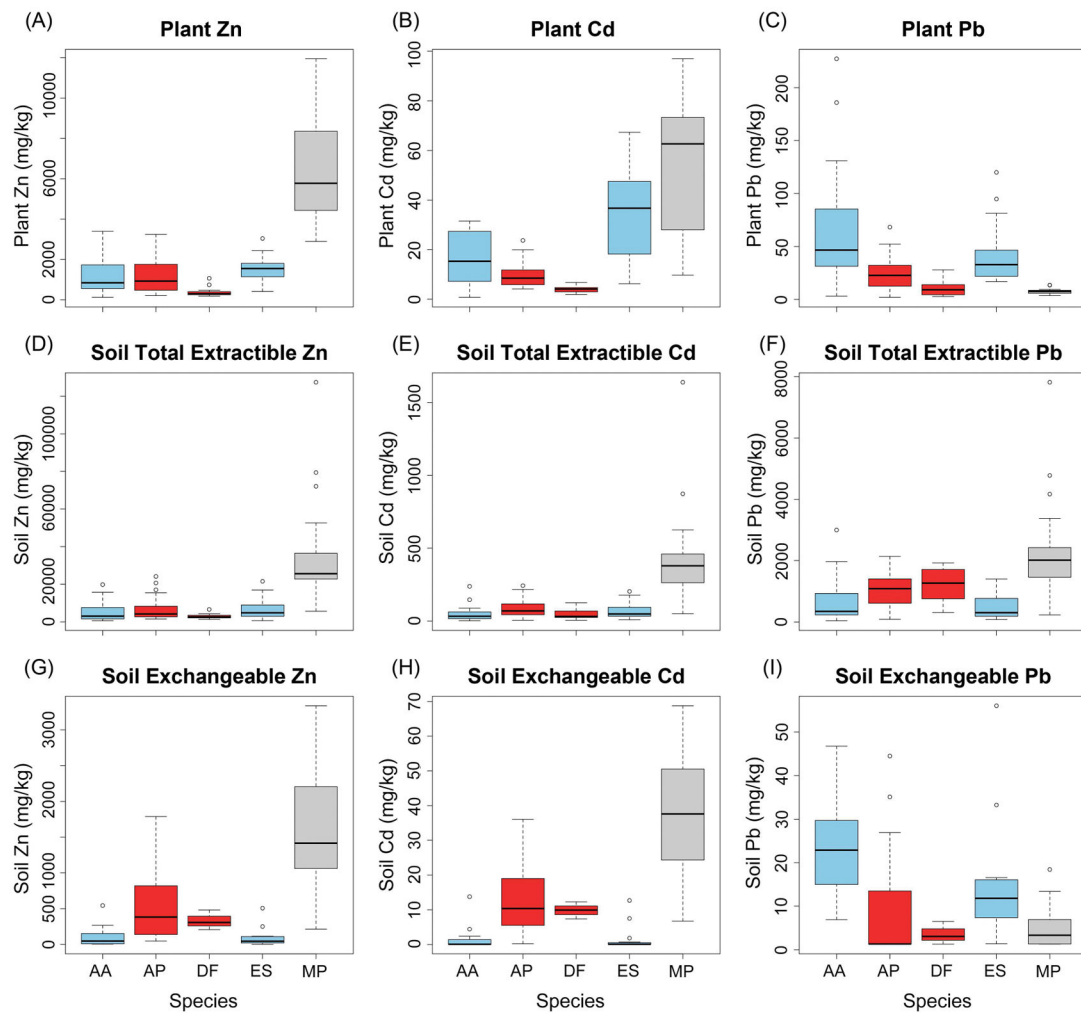 (A) Plant Zn
Plant Zn (mg/kg)
0 2000 6000 10000
(B) Plant Cd
Plant Cd (mg/kg)
0 20 40 60 80 100
(C) Plant Pb
Plant Pb (mg/kg)
0 50 100 150 200
(D) Soil Total Extractible Zn
Soil Zn (mg/kg)
0 20000 60000 100000
(E) Soil Total Extractible Cd
Soil Cd (mg/kg)
0 500 1000 1500
(F) Soil Total Extractible Pb
Soil Pb (mg/kg)
0 2000 4000 6000 8000
(G) Soil Exchangeable Zn
Soil Zn (mg/kg)
0 500 1000 2000 3000
AA AP DF ES MP
Species
(H) Soil Exchangeable Cd
Soil Cd (mg/kg)
0 10 20 30 40 50 60 70
AA AP DF ES MP
Species
(I) Soil Exchangeable Pb
Soil Pb (mg/kg)
0 10 20 30 40 50
AA AP DF ES MP
Species